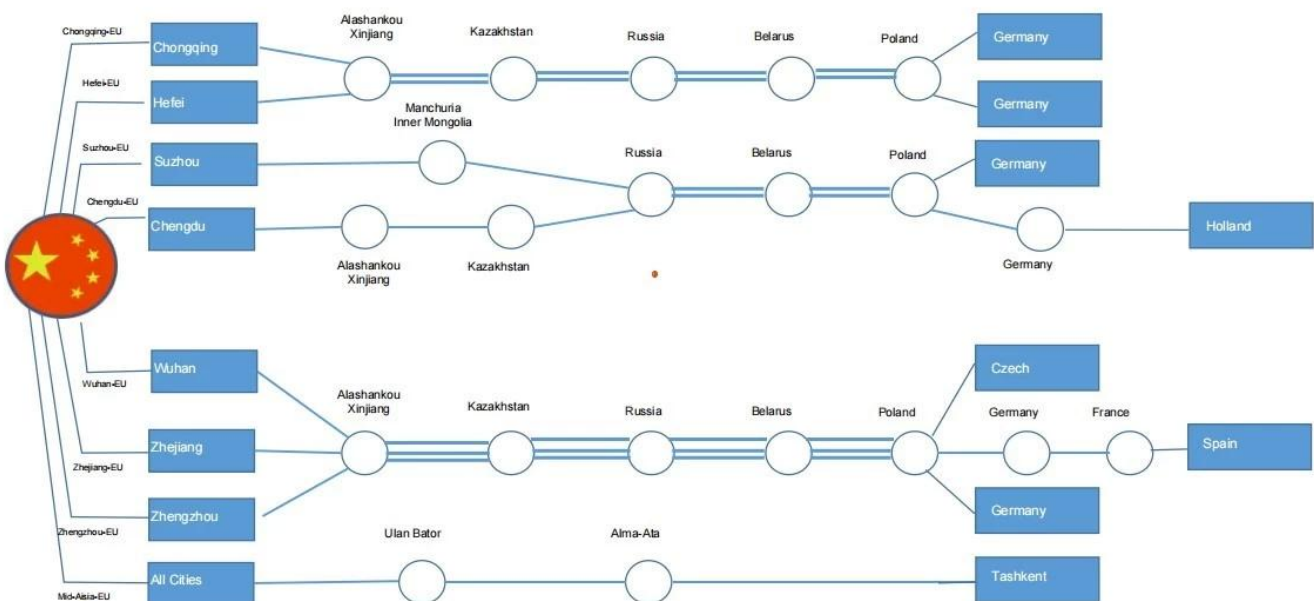 Chongqing-EU
Chongqing
Alashankou
Xinjiang
Kazakhstan
Russia
Belarus
Poland
Germany
Hefei-EU
Hefei
Germany
Manchuria
Inner Mongolia
Suzhou-EU
Suzhou
Russia
Belarus
Poland
Germany
Chengdu-EU
Chengdu
Alashankou
Xinjiang
Kazakhstan
Germany
Holland
Wuhan
Wuhan-EU
Alashankou
Xinjiang
Kazakhstan
Russia
Belarus
Poland
Czech
Germany
France
Spain
Zhejiang
Zhejiang-EU
Zhengzhou
Zhengzhou-EU
Germany
Ulan Bator
Alma-Ata
All Cities
Mid-Aisia-EU
Tashkent